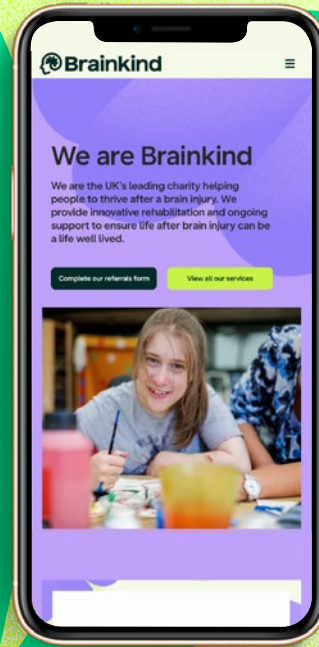 Brainkind
We are Brainkind
We are the UK's leading charity helping
people to thrive after a brain injury. We
provide innovative rehabilitation and ongoing
support to ensure life after brain injury can be
a life well lived.
Complete our referrals form
View all our services